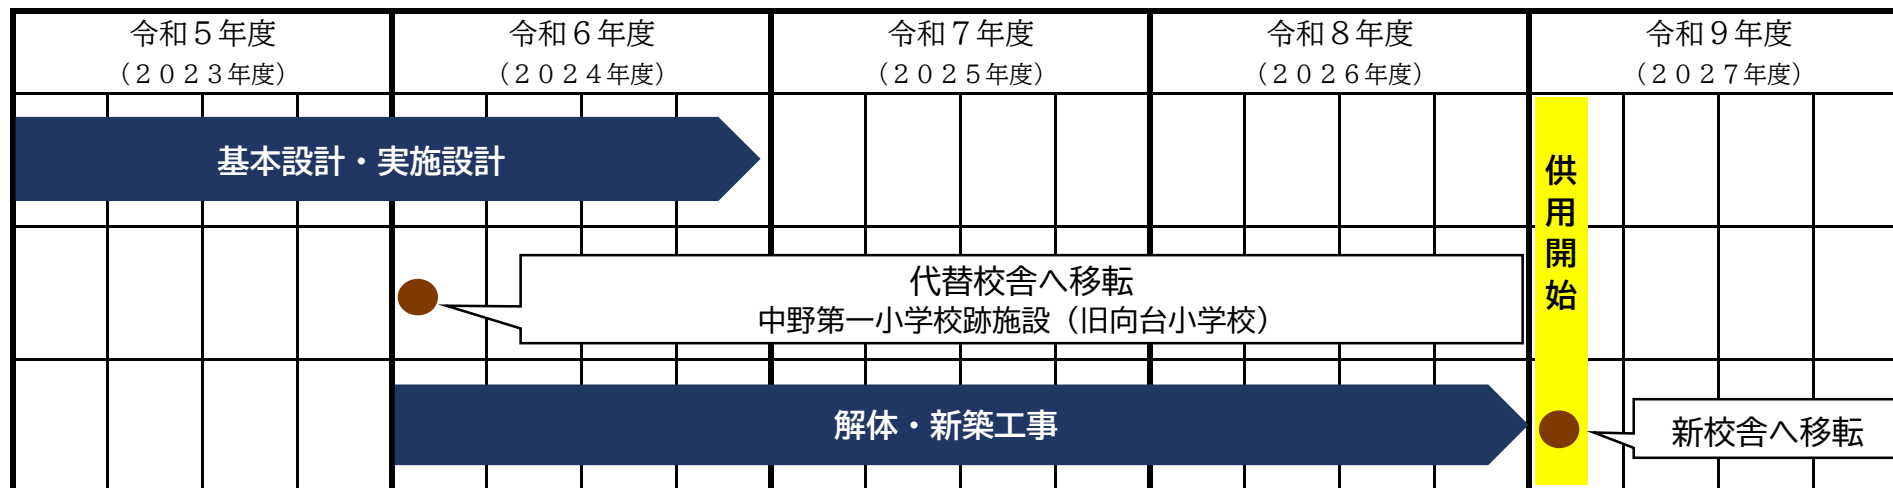 令和５年度
（２０２３年度）
令和６年度
（２０２４年度）
令和７年度
（２０２５年度）
令和８年度
（２０２６年度）
令和９年度
（２０２７年度）
基本設計・実施設計
供用開始
代替校舎へ移転
中野第一小学校跡施設（旧向台小学校）
解体・新築工事
新校舎へ移転